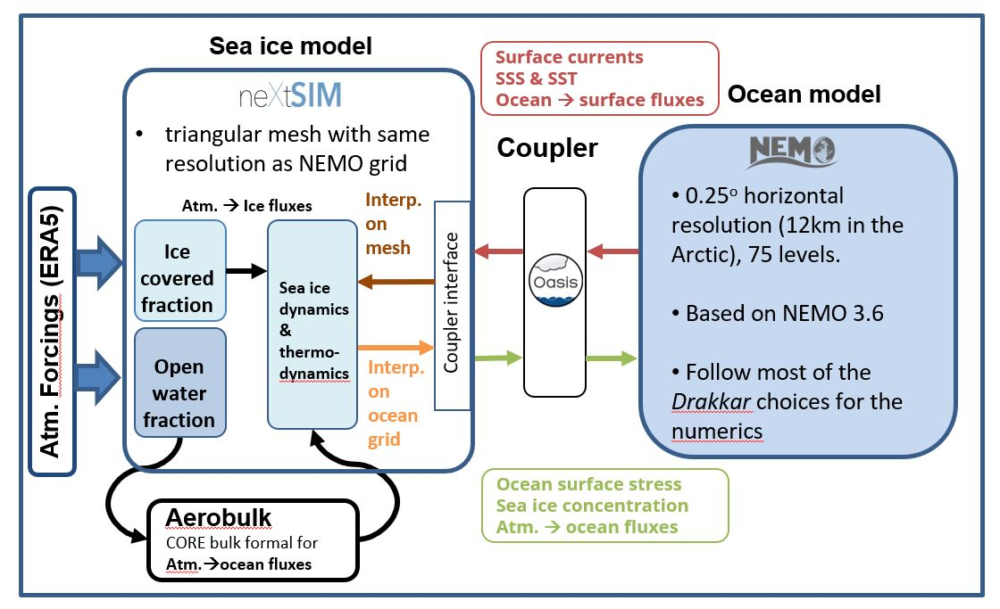 Sea ice model
neXtSIM
• triangular mesh with same
resolution as NEMO grid
Atm. Forcings (ERA5)
Atm. → Ice fluxes
Ice
covered
fraction
Open
water
fraction
Sea ice
dynamics
&
thermo-
dynamics
Interp.
on
mesh
Interp.
on
ocean
grid
Coupler interface
Aerobulk
CORE bulk formal for
Atm.→ocean fluxes
Surface currents
SSS & SST
Ocean → surface fluxes
Coupler
Oasis
Ocean surface stress
Sea ice concentration
Atm. → ocean fluxes
Ocean model
NEMO
• 0.25º horizontal
resolution (12km in the
Arctic), 75 levels.
• Based on NEMO 3.6
• Follow most of the
Drakkar choices for the
numerics